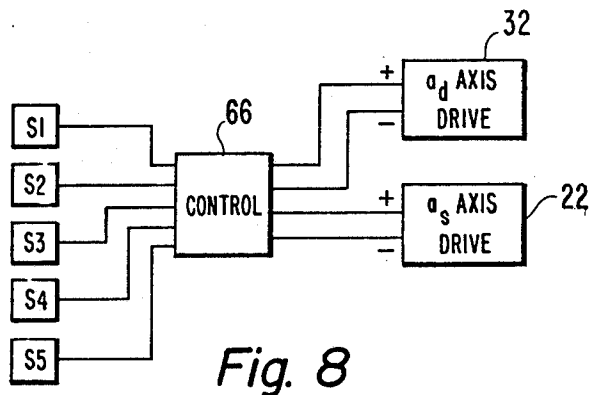 32
+ a_d AXIS
− DRIVE
S1
66
S2
CONTROL
+ a_s AXIS
22
− DRIVE
S3
S4
S5
Fig. 8